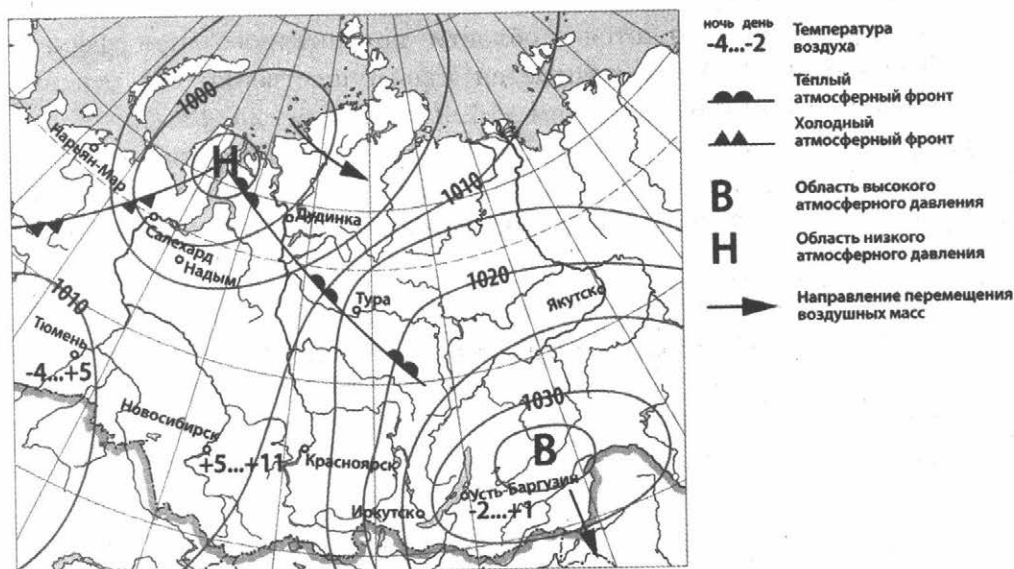 1000
Н
Нарьян-Мар
Салехард
Надым
Дудинка
1010
1010
1020
Тура
Якутск
Тюмень
-4...+5
1030
В
Новосибирск
+5...+11
Красноярск
Иркутск
Усть-Баргузин
-2...+1
ночь день
-4...-2
Температура
воздуха
Тёплый
атмосферный фронт
Холодный
атмосферный фронт
В
Область высокого
атмосферного давления
Н
Область низкого
атмосферного давления
Направление перемещения
воздушных масс